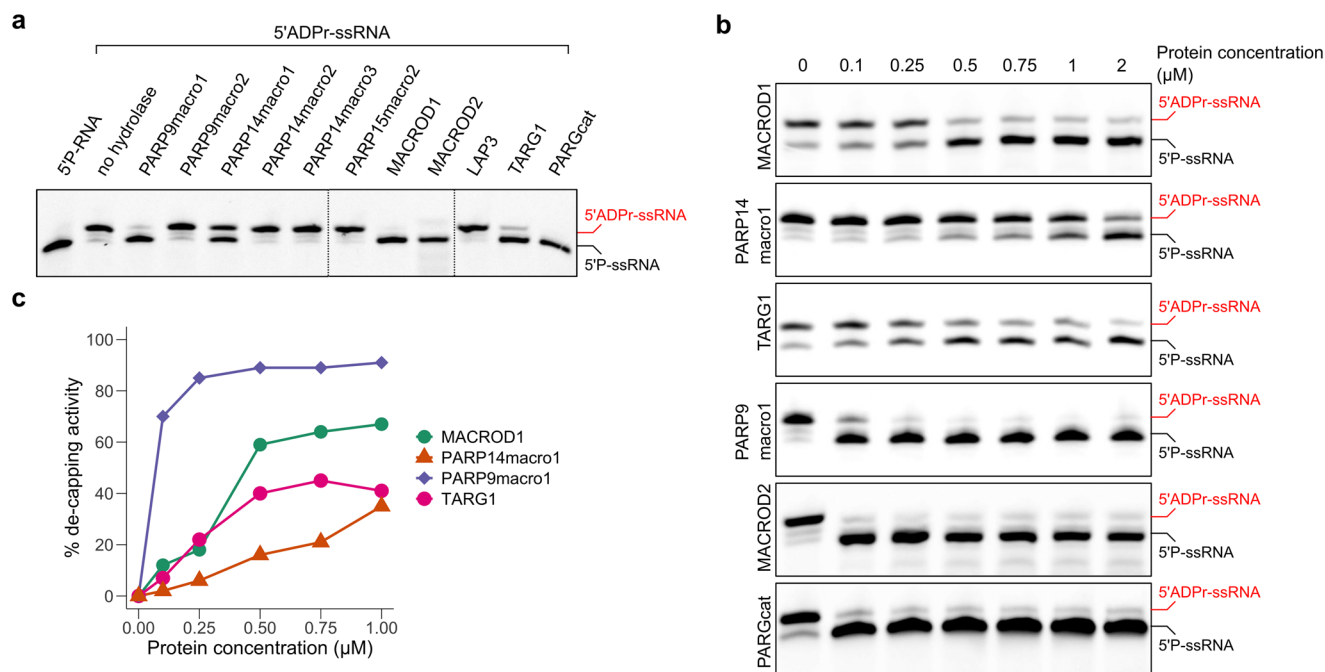 a
5'ADPr-ssRNA
5'P-RNA
no hydrolase
PARP9macro1
PARP9macro2
PARP14macro1
PARP14macro2
PARP14macro3
PARP15macro2
MACROD1
MACROD2
LAP3
TARG1
PARGcat
5'ADPr-ssRNA
5'P-ssRNA
b
0 0.1 0.25 0.5 0.75 1 2
Protein concentration
(µM)
MACROD1
5'ADPr-ssRNA
5'P-ssRNA
PARP14
macro1
5'ADPr-ssRNA
5'P-ssRNA
TARG1
5'ADPr-ssRNA
5'P-ssRNA
PARP9
macro1
5'ADPr-ssRNA
5'P-ssRNA
MACROD2
5'ADPr-ssRNA
5'P-ssRNA
PARGcat
5'ADPr-ssRNA
5'P-ssRNA
c
% de-capping activity
100
80
60
40
20
0
0.00 0.25 0.50 0.75 1.00
Protein concentration (µM)
MACROD1
PARP14macro1
PARP9macro1
TARG1